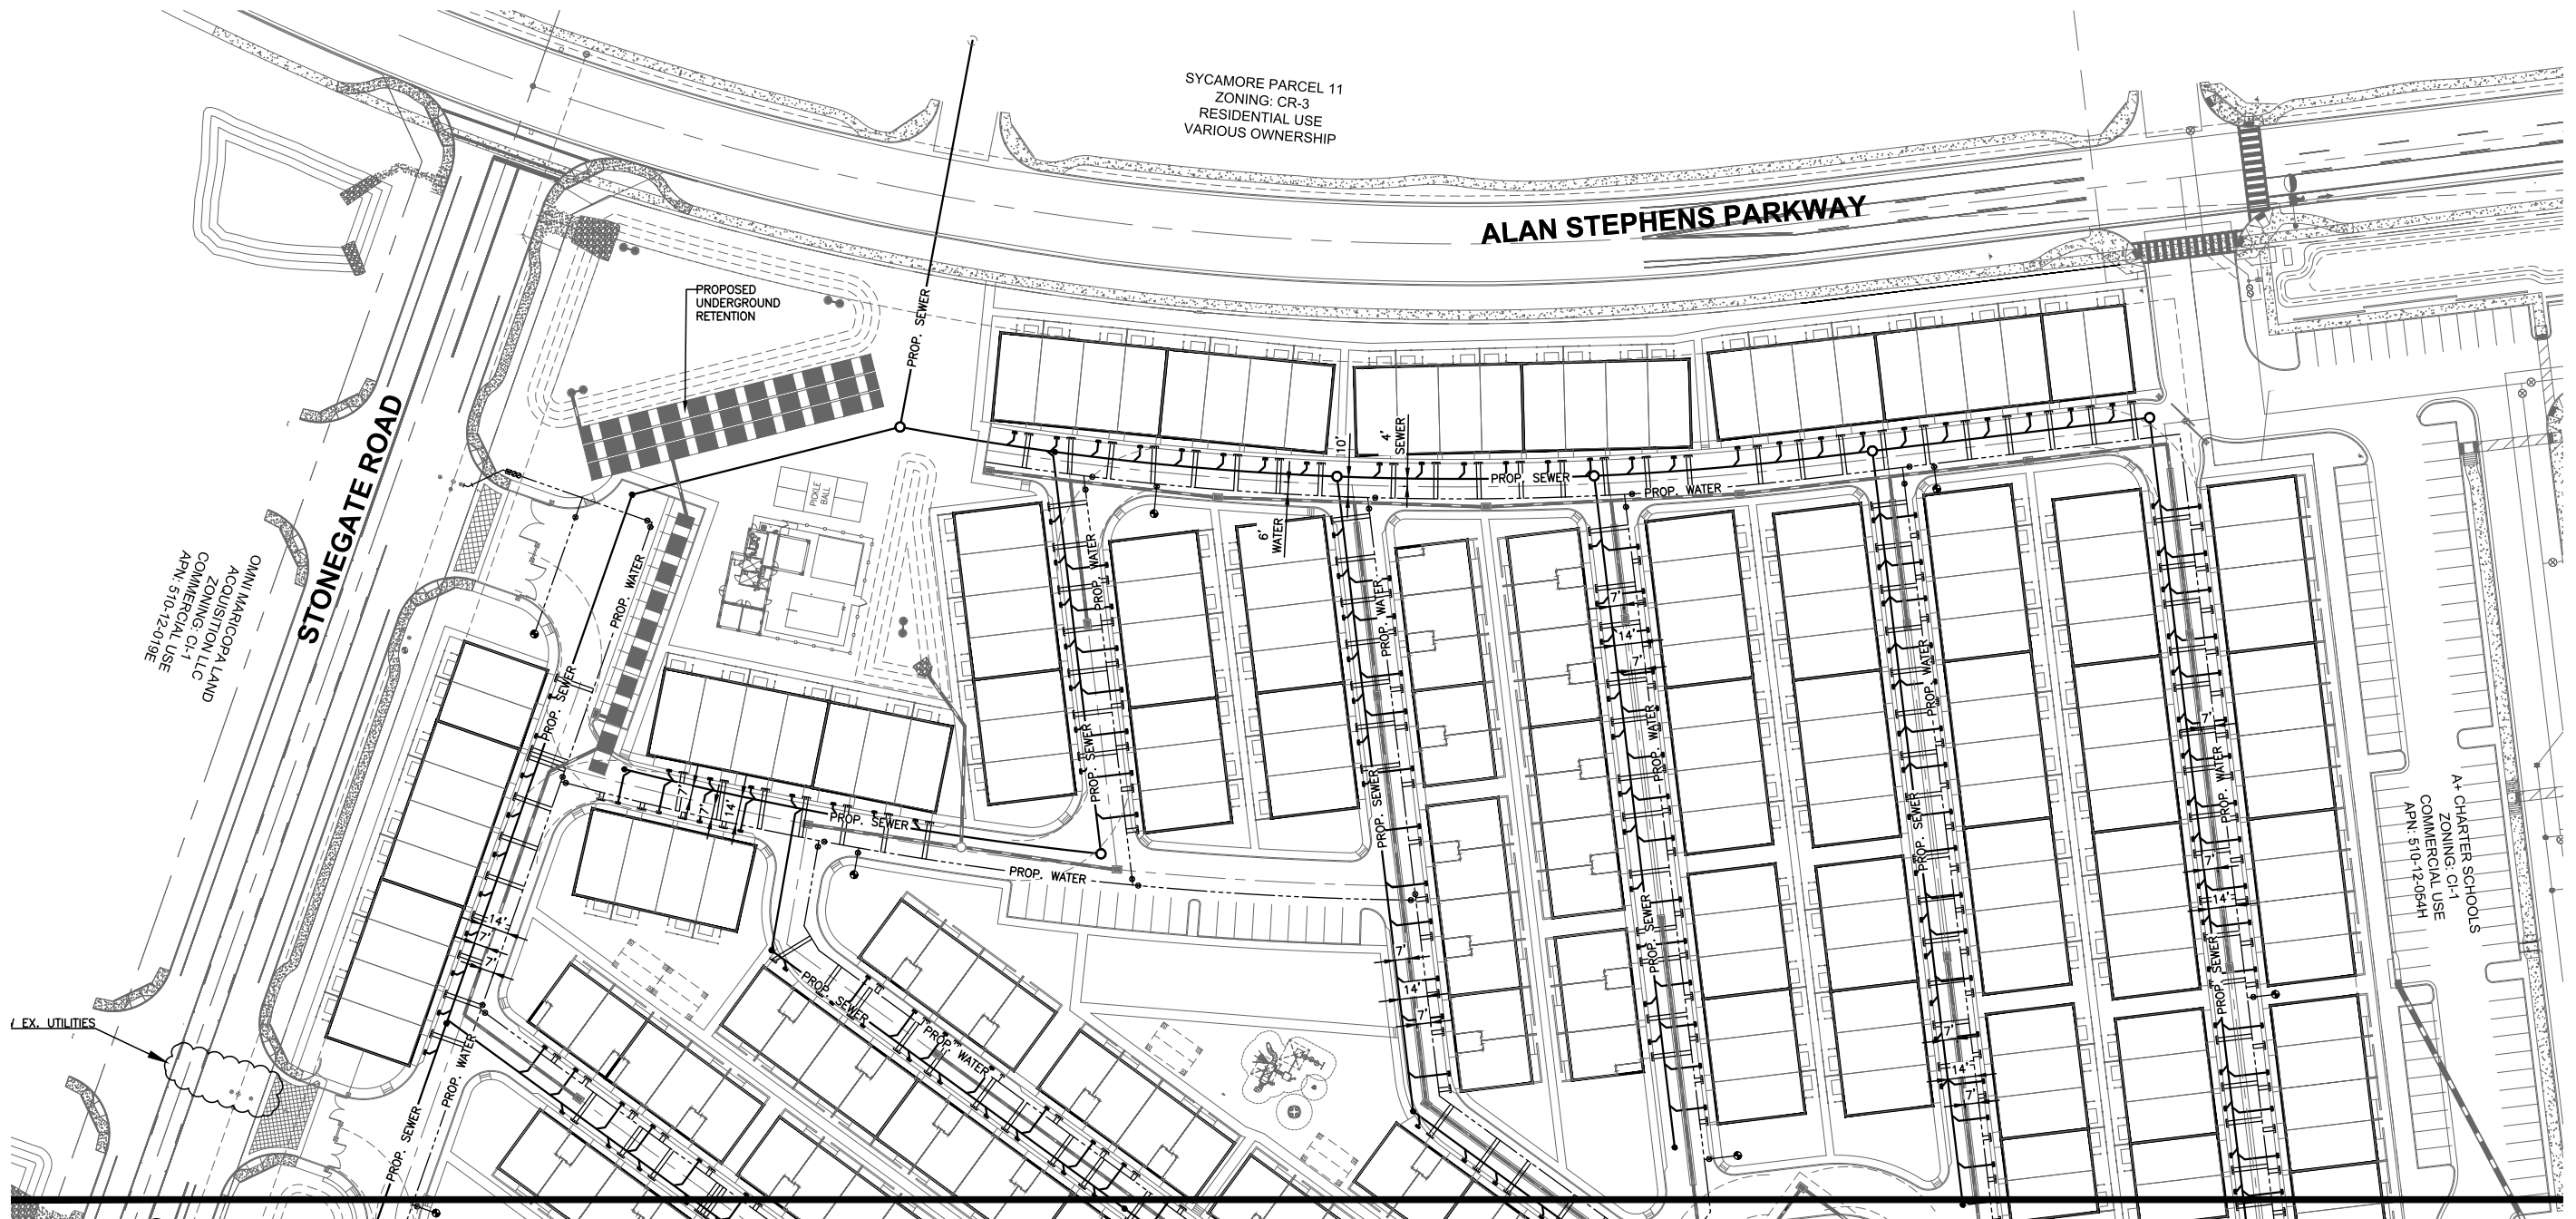 SYCAMORE PARCEL 11
ZONING: CR-3
RESIDENTIAL USE
VARIOUS OWNERSHIP
ALAN STEPHENS PARKWAY
PROPOSED
UNDERGROUND
RETENTION
PROP. SEWER
STONEGATE ROAD
OMNI MARICOPA LAND
ACQUISITION LLC
ZONING: CI-1
COMMERCIAL USE
APN: 510-12-019E
PICKLE
BALL
10'
4'
SEWER
PROP. SEWER
PROP. WATER
6'
WATER
PROP. WATER
PROP. WATER
PROP. WATER
7'
14'
7'
PROP. WATER
PROP. WATER
PROP. SEWER
PROP. SEWER
7'
PROP. WATER
7'
17'
14'
PROP. SEWER
PROP. SEWER
PROP. SEWER
PROP. SEWER
A+ CHARTER SCHOOLS
ZONING: CI-1
COMMERCIAL USE
APN: 510-12-054H
PROP. WATER
7'
14'
14'
7'
7'
PROP. SEWER
PROP. SEWER
7'
14'
7'
PROP. SEWER
PROP. WATER
/ EX. UTILITIES
7'
14'
7'
PROP. WATER
PROP. SEWER